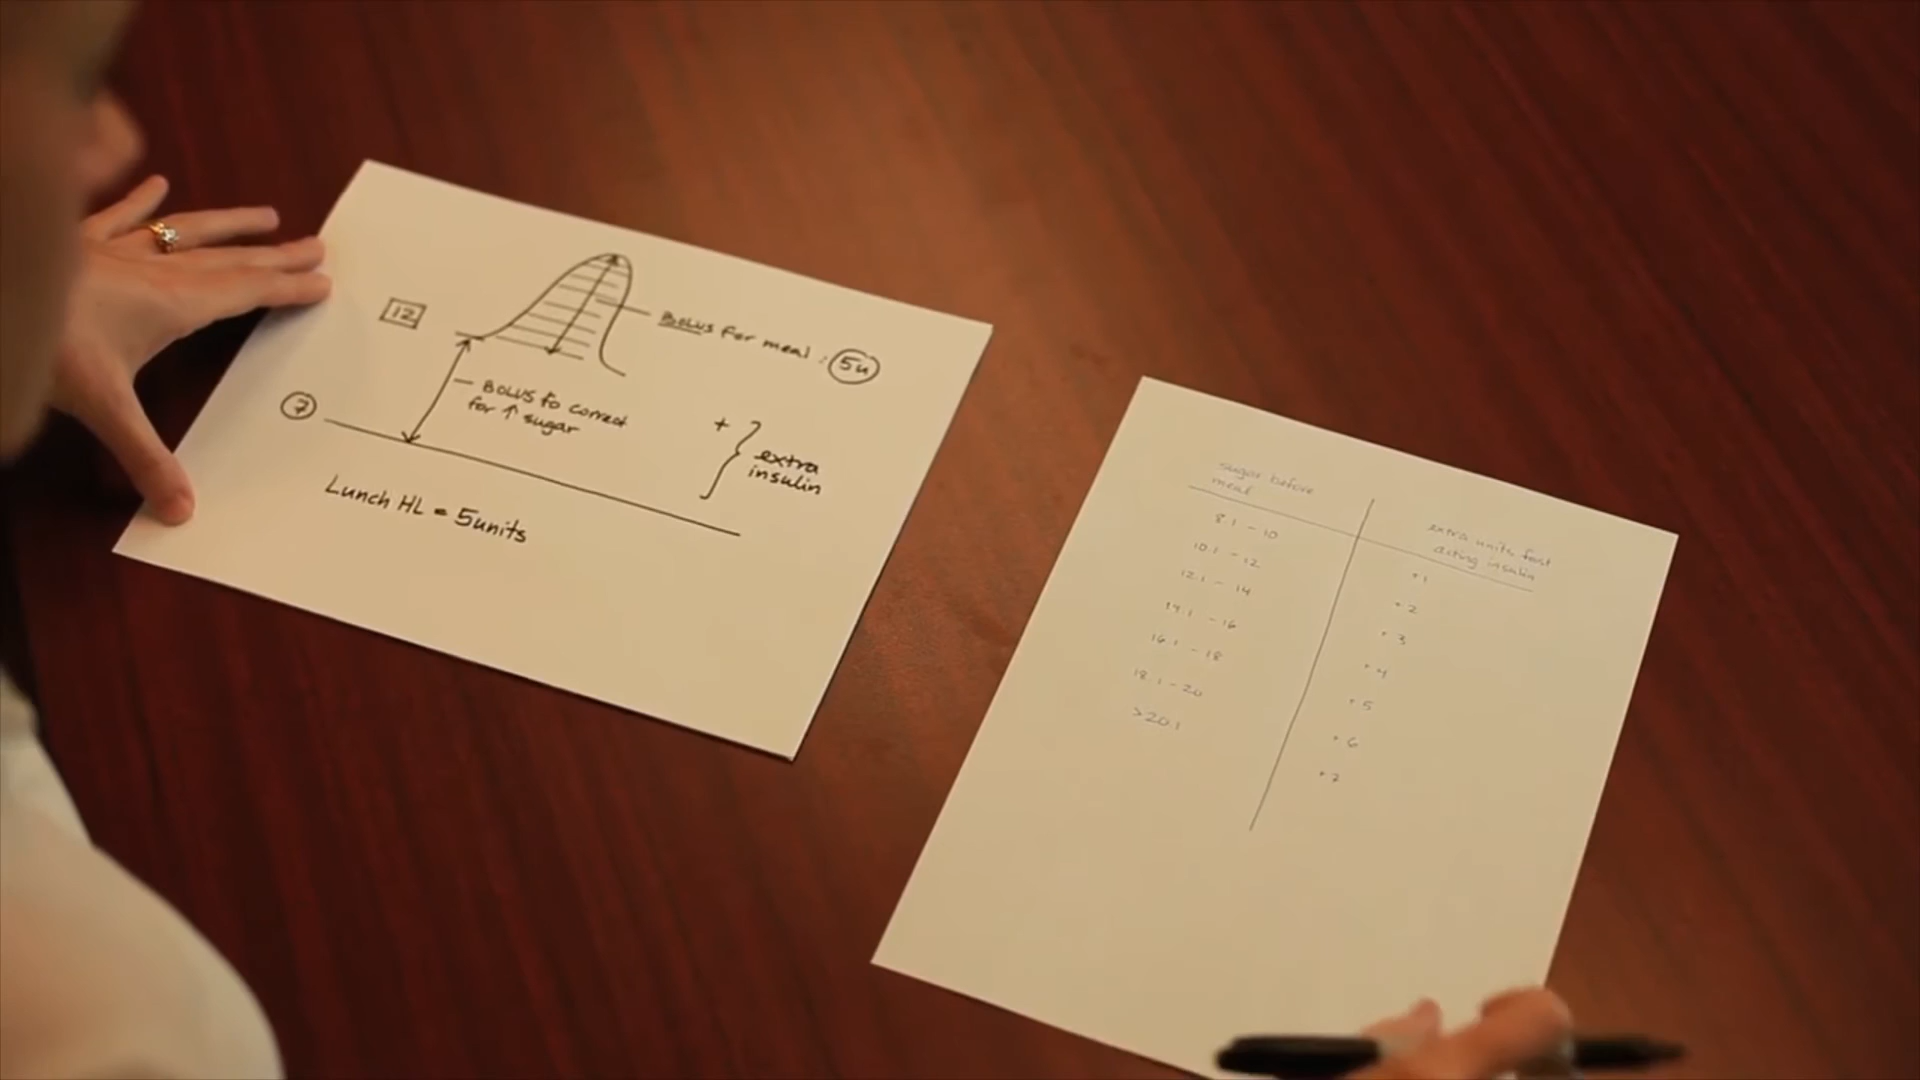 12
Bolus for meal : 5u
7
Bolus to correct
for ↑ sugar
+
extra
insulin
Lunch HL = 5units
sugar before
meal
extra units fast
acting insulin
8.1 - 10
+1
10.1 - 12
+2
12.1 - 14
+3
14.1 - 16
+4
16.1 - 18
+5
18.1 - 20
+6
>20.1
+7